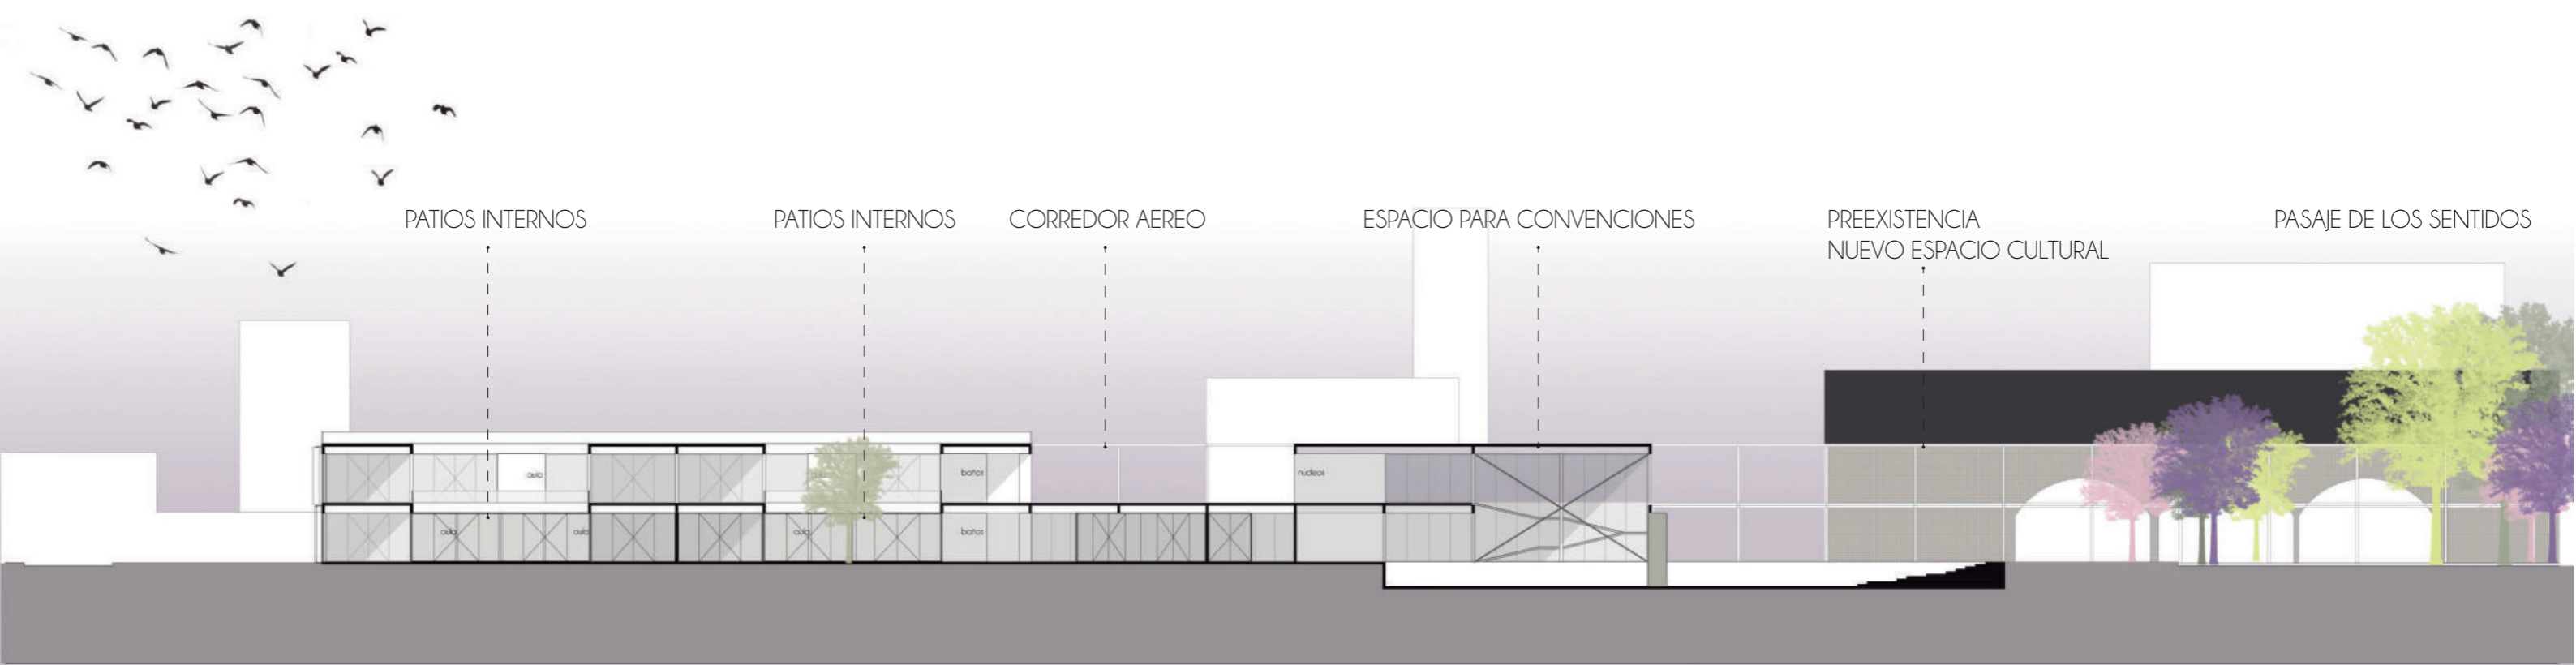 PATIOS INTERNOS
PATIOS INTERNOS
CORREDOR AEREO
ESPACIO PARA CONVENCIONES
PREEXISTENCIA
NUEVO ESPACIO CULTURAL
PASAJE DE LOS SENTIDOS
aula
baños
nucleos
aula
aula
aula
baños